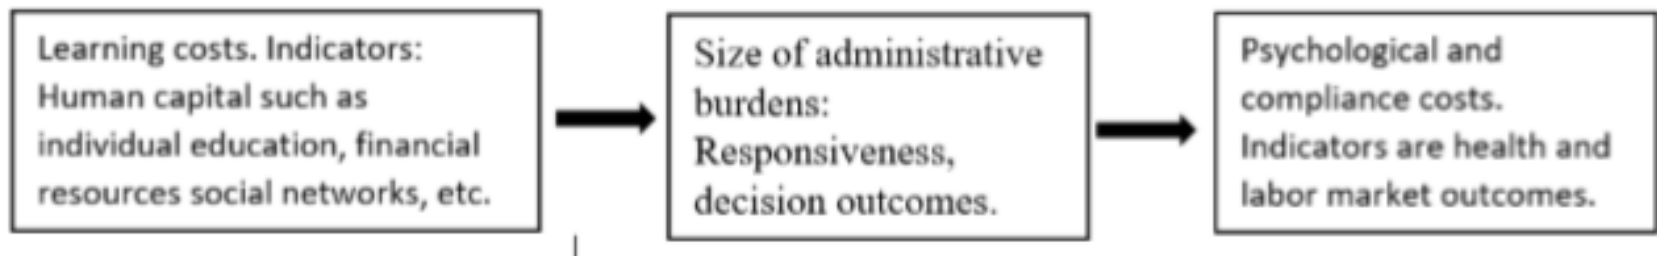 Learning costs. Indicators:
Human capital such as
individual education, financial
resources social networks, etc.
Size of administrative
burdens:
Responsiveness,
decision outcomes.
Psychological and
compliance costs.
Indicators are health and
labor market outcomes.